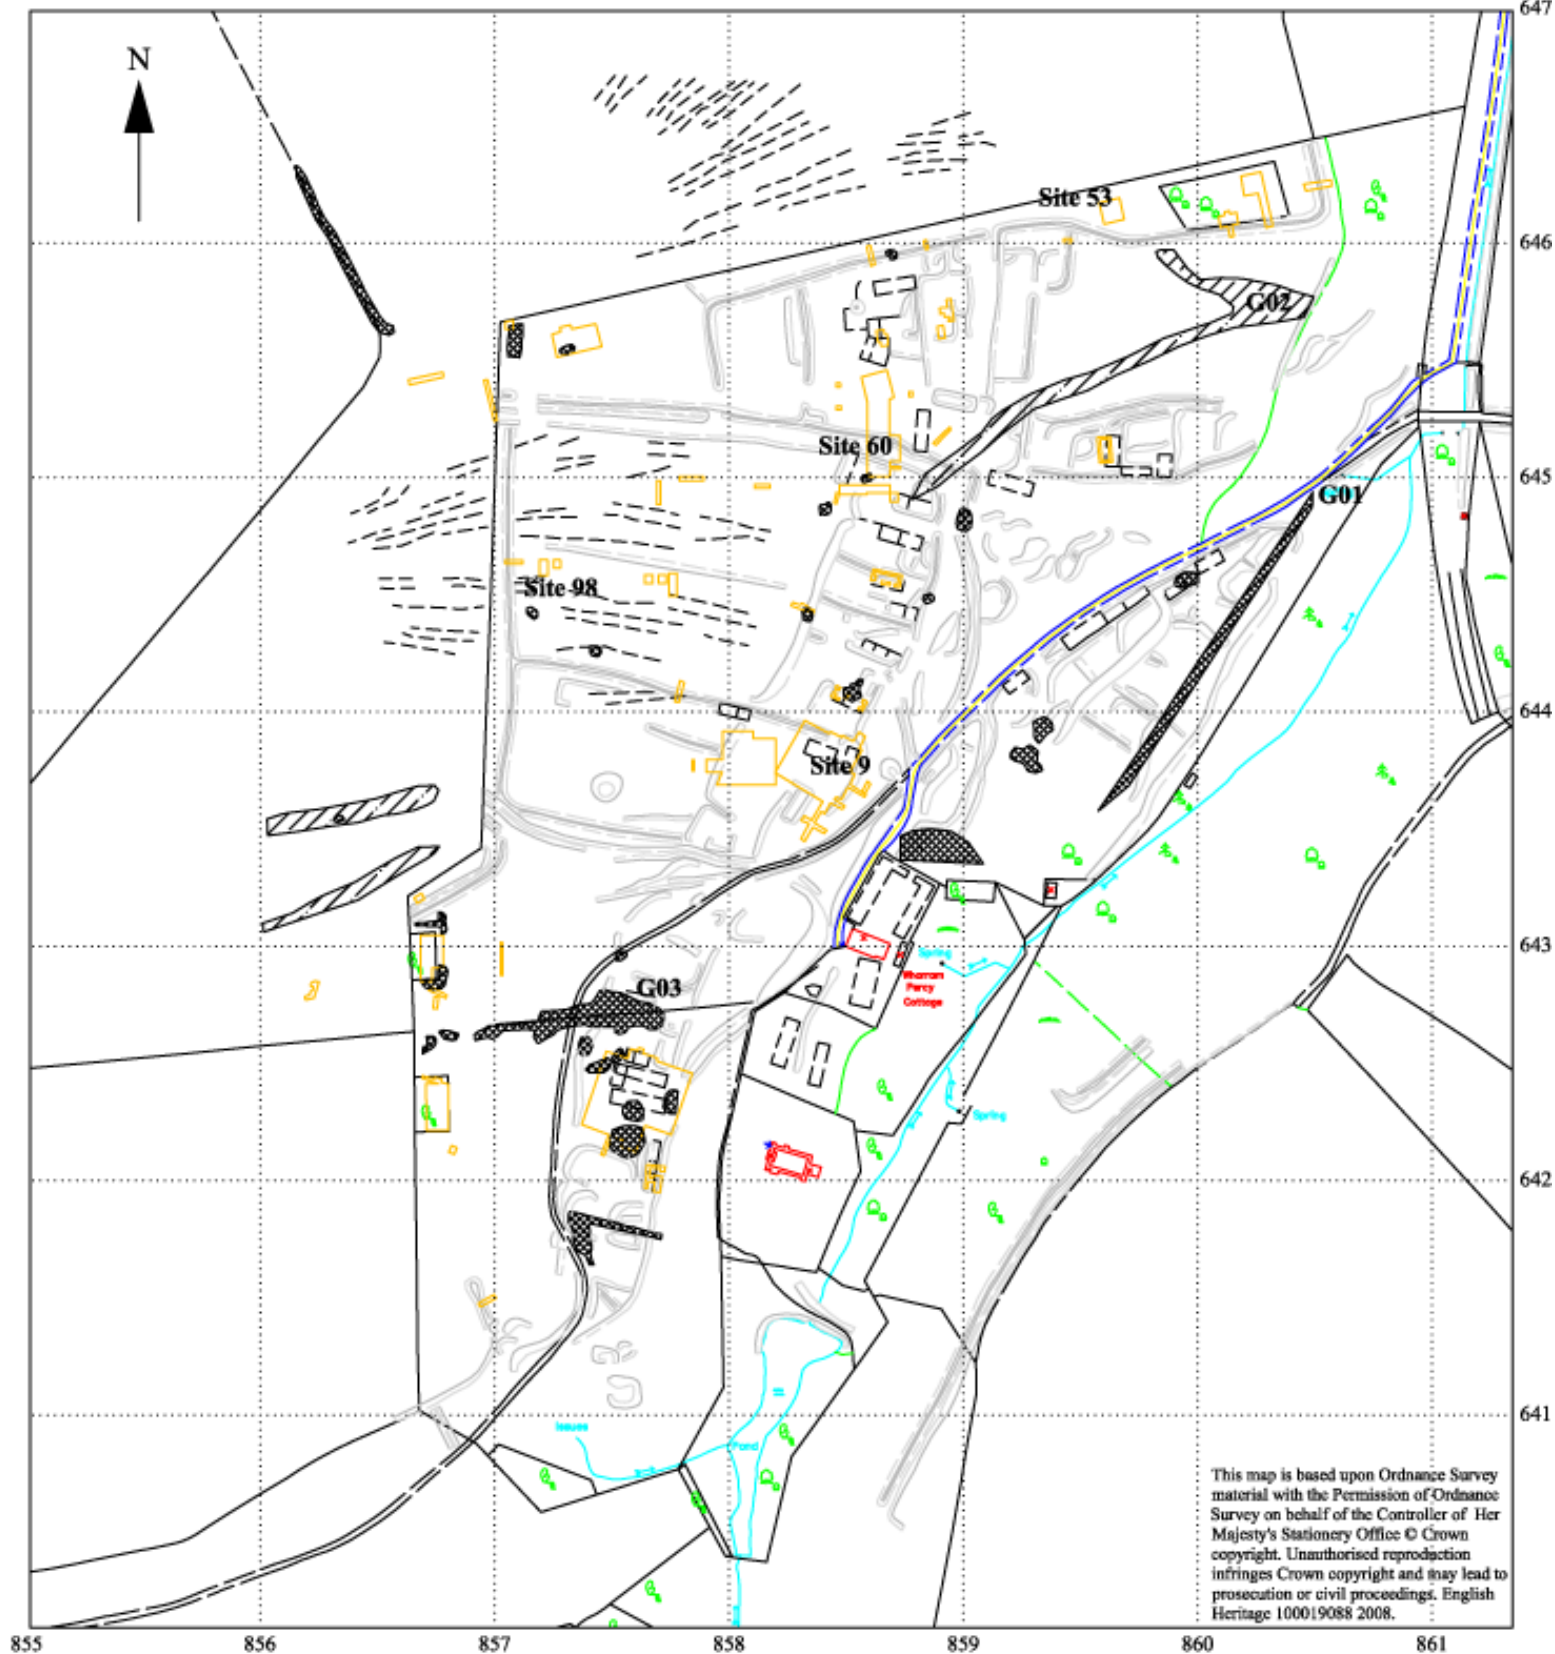 647
N
Site 53
646
G02
Site 60
645
G01
Site 98
644
Site 9
643
Spring
Wharram
Percy
Cottage
G03
Spring
642
641
Issues
Pond
This map is based upon Ordnance Survey
material with the Permission of Ordnance
Survey on behalf of the Controller of Her
Majesty's Stationery Office © Crown
copyright. Unauthorised reproduction
infringes Crown copyright and may lead to
prosecution or civil proceedings. English
Heritage 100019088 2008.
855 856 857 858 859 860 861